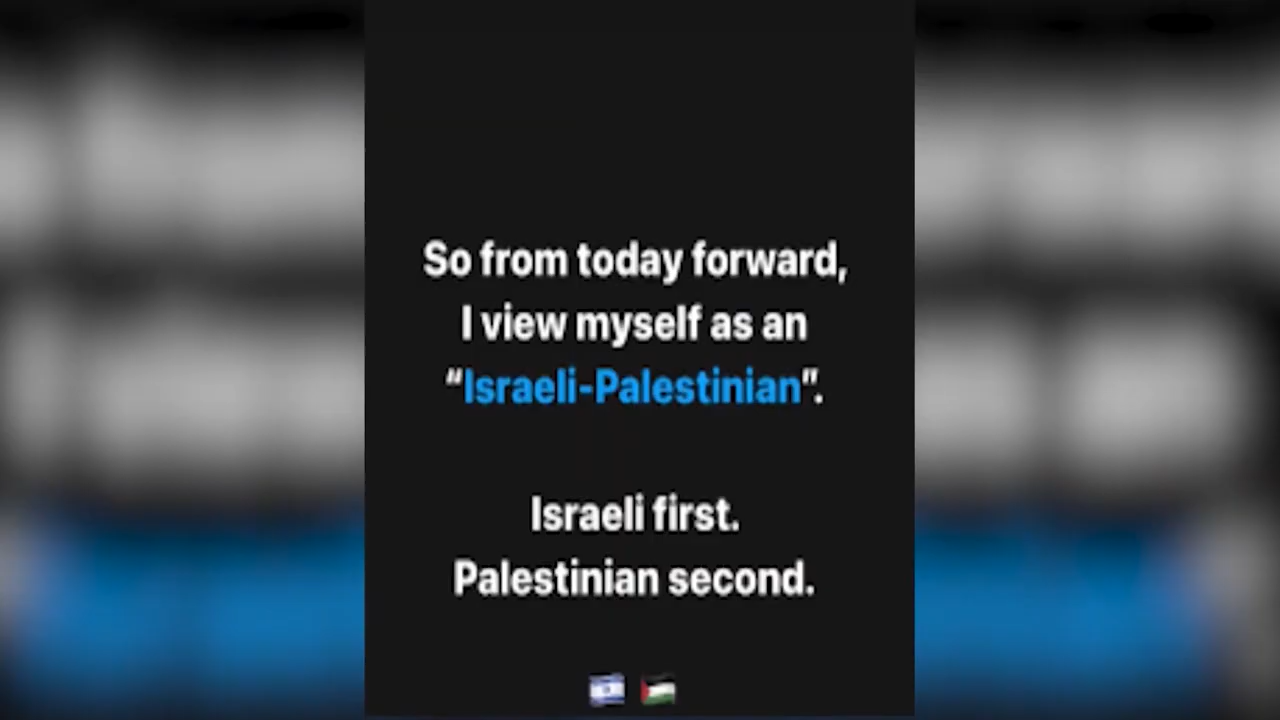 So from today forward,
I view myself as an
“Israeli-Palestinian”.
Israeli first.
Palestinian second.